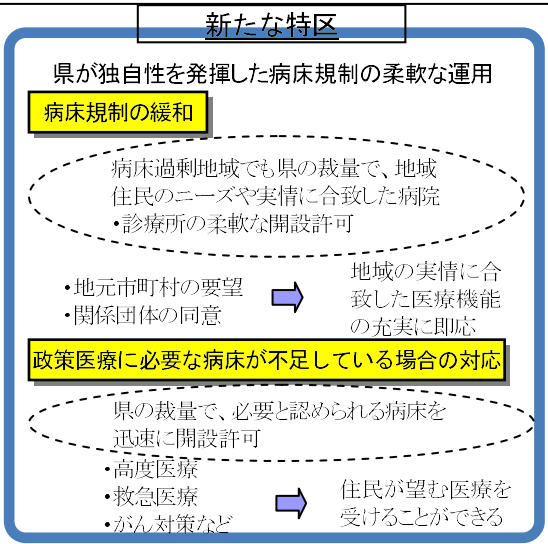 新たな特区
県が独自性を発揮した病床規制の柔軟な運用
病床規制の緩和
病床過剰地域でも県の裁量で、地域
住民のニーズや実情に合致した病院
・診療所の柔軟な開設許可
・地元市町村の要望
・関係団体の同意
地域の実情に合
致した医療機能
の充実に即応
政策医療に必要な病床が不足している場合の対応
県の裁量で、必要と認められる病床を
迅速に開設許可
・高度医療
・救急医療
・がん対策など
住民が望む医療を
受けることができる